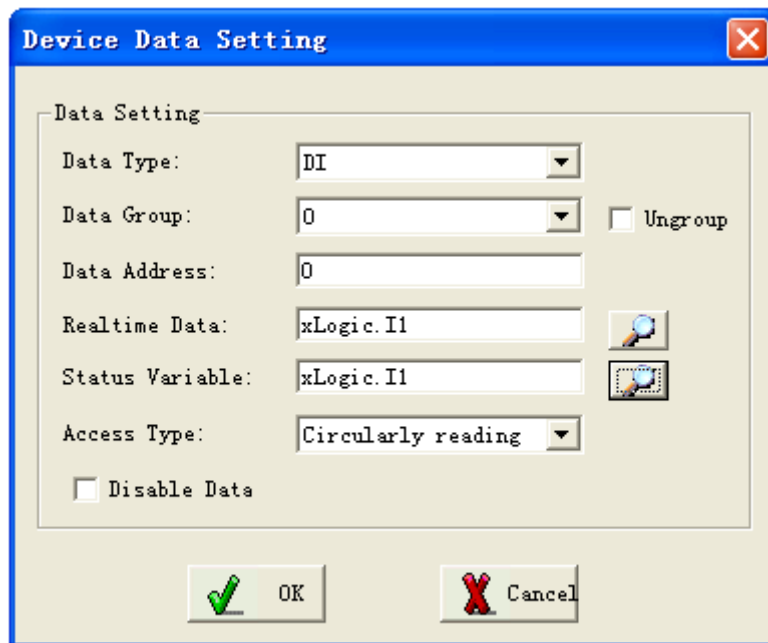 Device Data Setting
Data Setting
Data Type: DI
Data Group: 0 Ungroup
Data Address: 0
Realtime Data: xLogic.I1
Status Variable: xLogic.I1
Access Type: Circularly reading
Disable Data
OK Cancel